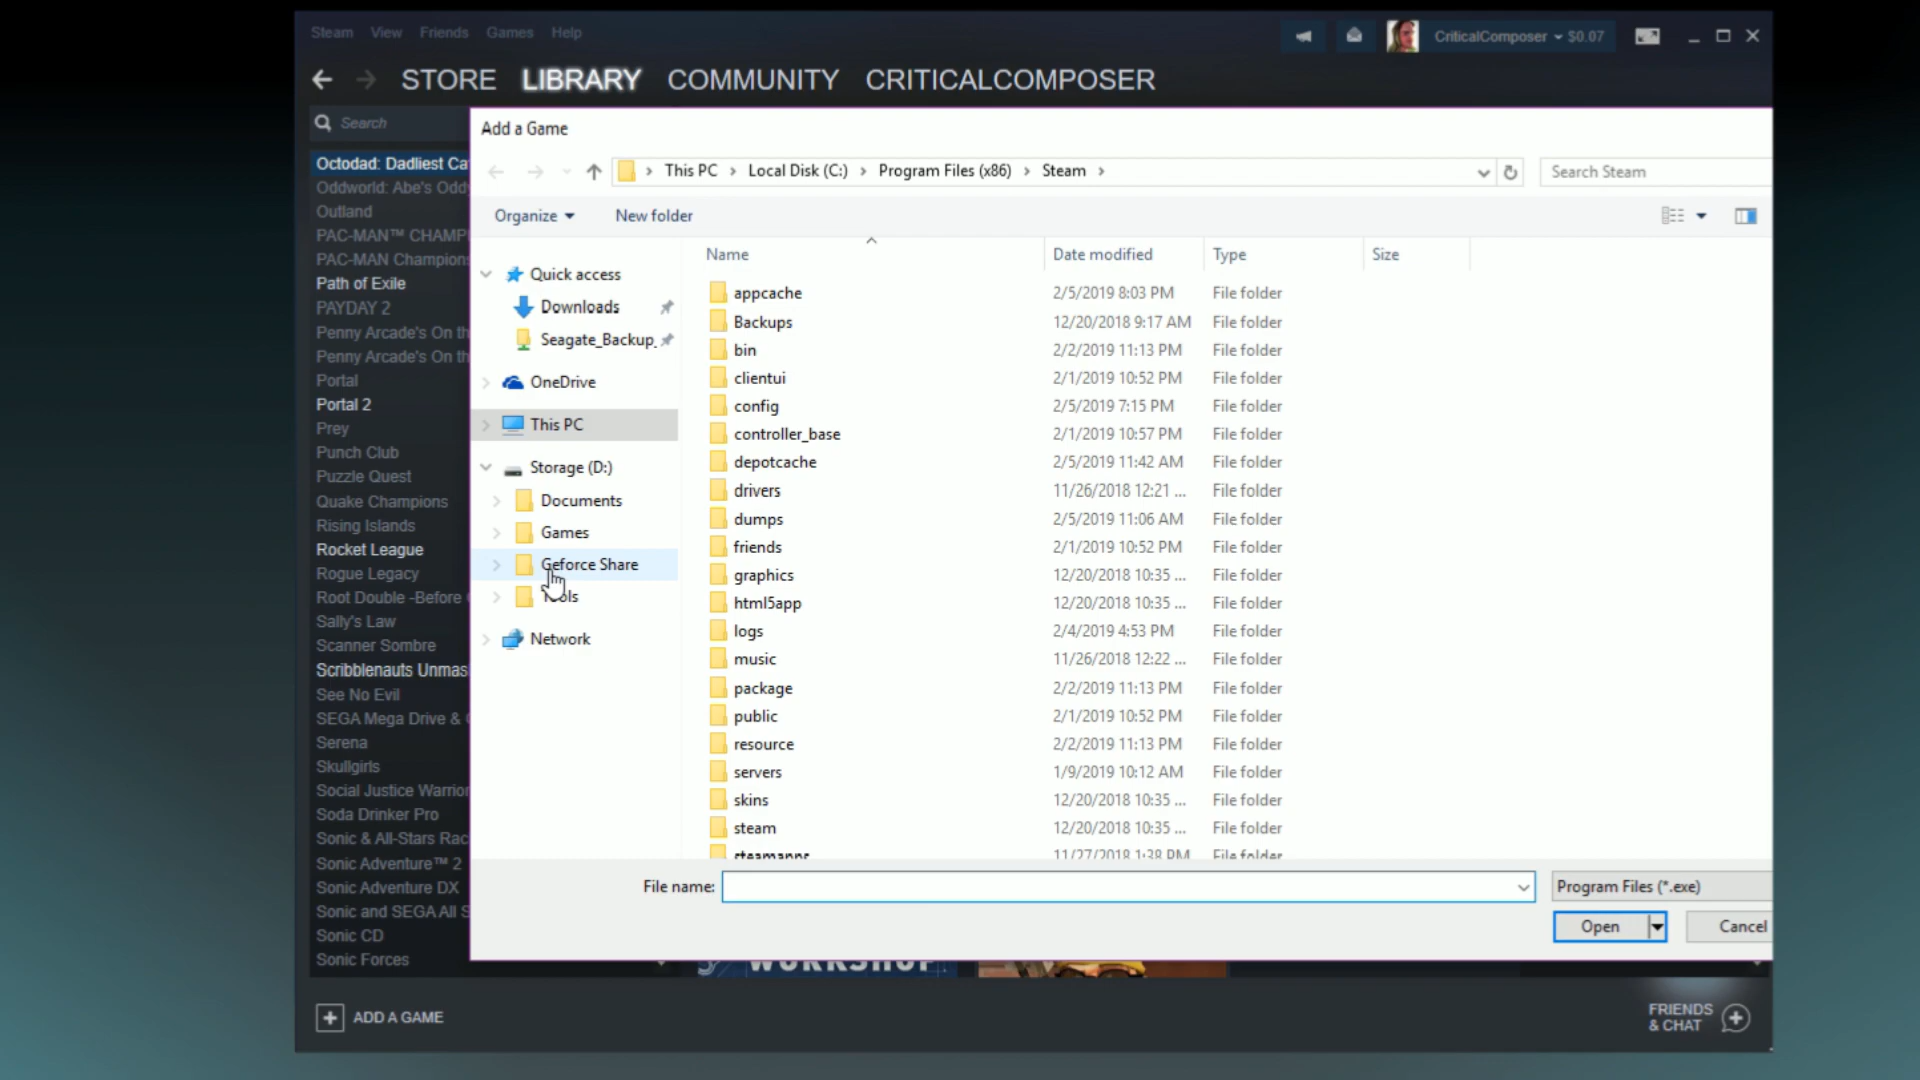 Steam View Friends Games Help
CriticalComposer $0.07
STORE LIBRARY COMMUNITY CRITICALCOMPOSER
Search
Add a Game
This PC > Local Disk (C:) > Program Files (x86) > Steam >
Search Steam
Organize
New folder
Name
Date modified
Type
Size
Quick access
Downloads
Seagate_Backup_
OneDrive
This PC
Storage (D:)
Documents
Games
Geforce Share
Network
appcache 2/5/2019 8:03 PM File folder
Backups 12/20/2018 9:17 AM File folder
bin 2/2/2019 11:13 PM File folder
clientui 2/1/2019 10:52 PM File folder
config 2/5/2019 7:15 PM File folder
controller_base 2/1/2019 10:57 PM File folder
depotcache 2/5/2019 11:42 AM File folder
drivers 11/26/2018 12:21 ... File folder
dumps 2/5/2019 11:06 AM File folder
friends 2/1/2019 10:52 PM File folder
graphics 12/20/2018 10:35 ... File folder
html5app 12/20/2018 10:35 ... File folder
logs 2/4/2019 4:53 PM File folder
music 11/26/2018 12:22 ... File folder
package 2/2/2019 11:13 PM File folder
public 2/1/2019 10:52 PM File folder
resource 2/2/2019 11:13 PM File folder
servers 1/9/2019 10:12 AM File folder
skins 12/20/2018 10:35 ... File folder
steam 12/20/2018 10:35 ... File folder
steamapps 11/27/2018 1:38 PM File folder
File name:
Program Files (*.exe)
Open
Cancel
Octodad: Dadliest Ca
Oddworld: Abe's Odd
Outland
PAC-MAN™ CHAMPI
PAC-MAN Champions
Path of Exile
PAYDAY 2
Penny Arcade's On th
Penny Arcade's On th
Portal
Portal 2
Prey
Punch Club
Puzzle Quest
Quake Champions
Rising Islands
Rocket League
Rogue Legacy
Root Double -Before
Sally's Law
Scanner Sombre
Scribblenauts Unmas
See No Evil
SEGA Mega Drive &
Serena
Skullgirls
Social Justice Warrior
Soda Drinker Pro
Sonic & All-Stars Rac
Sonic Adventure™ 2
Sonic Adventure DX
Sonic and SEGA All S
Sonic CD
Sonic Forces
WORKSHOP
ADD A GAME
FRIENDS
& CHAT